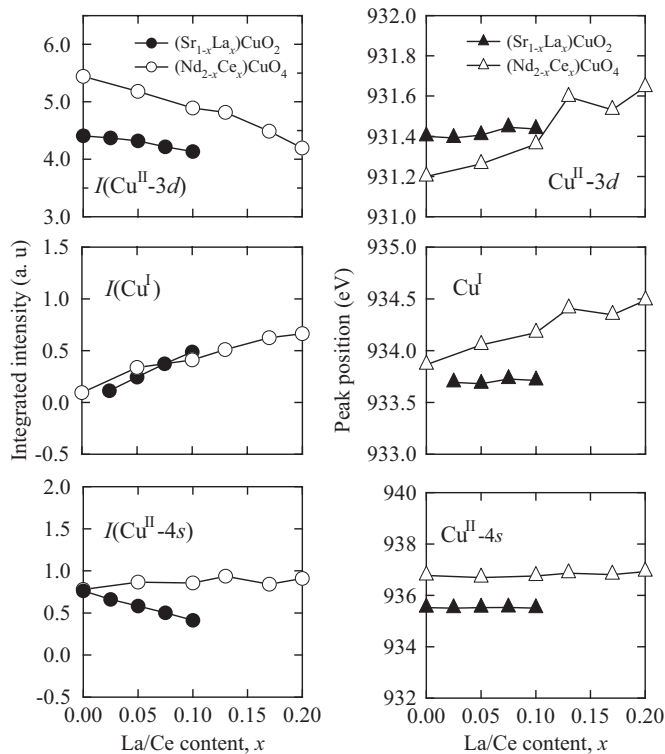 6.0
5.0
4.0
3.0
(Sr1-xLax)CuO2
(Nd2-xCex)CuO4
I(CuII-3d)
1.5
1.0
0.5
0.0
-0.5
I(CuI)
Integrated intensity (a. u)
2.0
1.5
1.0
0.5
0.0
-0.5
I(CuII-4s)
0.00 0.05 0.10 0.15 0.20
La/Ce content, x
932.0
931.8
931.6
931.4
931.2
931.0
(Sr1-xLax)CuO2
(Nd2-xCex)CuO4
CuII-3d
935.0
934.5
934.0
933.5
933.0
CuI
Peak position (eV)
940
938
936
934
932
CuII-4s
0.00 0.05 0.10 0.15 0.20
La/Ce content, x